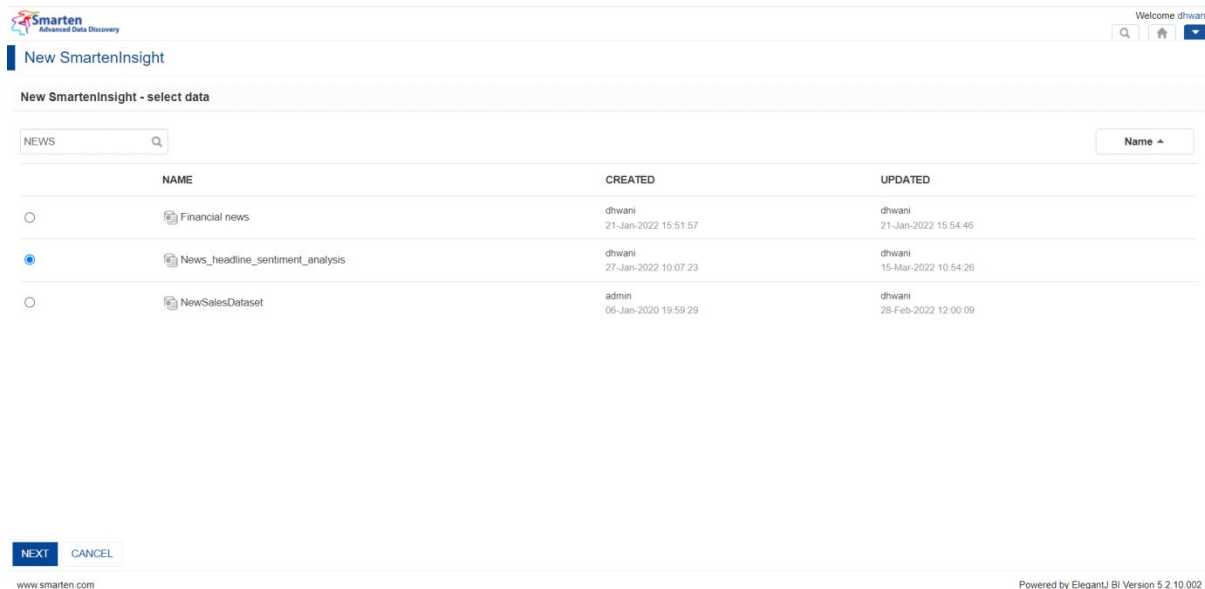 Smarten
Advanced Data Discovery
Welcome dhwan
New SmartenInsight
New SmartenInsight - select data
NEWS
Name
NAME CREATED UPDATED
Financial news dhwani dhwani
21-Jan-2022 15:51:57 21-Jan-2022 15:54:46
News_headline_sentiment_analysis dhwani dhwani
27-Jan-2022 10:07:23 15-Mar-2022 10:54:26
NewSalesDataset admin dhwani
06-Jan-2020 19:59:29 28-Feb-2022 12:00:09
NEXT CANCEL
www.smarten.com Powered by ElegantJ BI Version 5.2.10.002